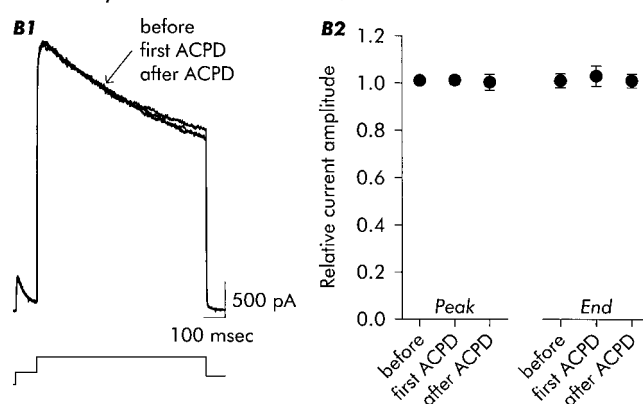 B1
before
first ACPD
after ACPD
500 pA
100 msec
B2
Relative current amplitude
1.2
1.0
0.8
0.6
0.4
0.2
0.0
Peak
End
before
first ACPD
after ACPD
before
first ACPD
after ACPD